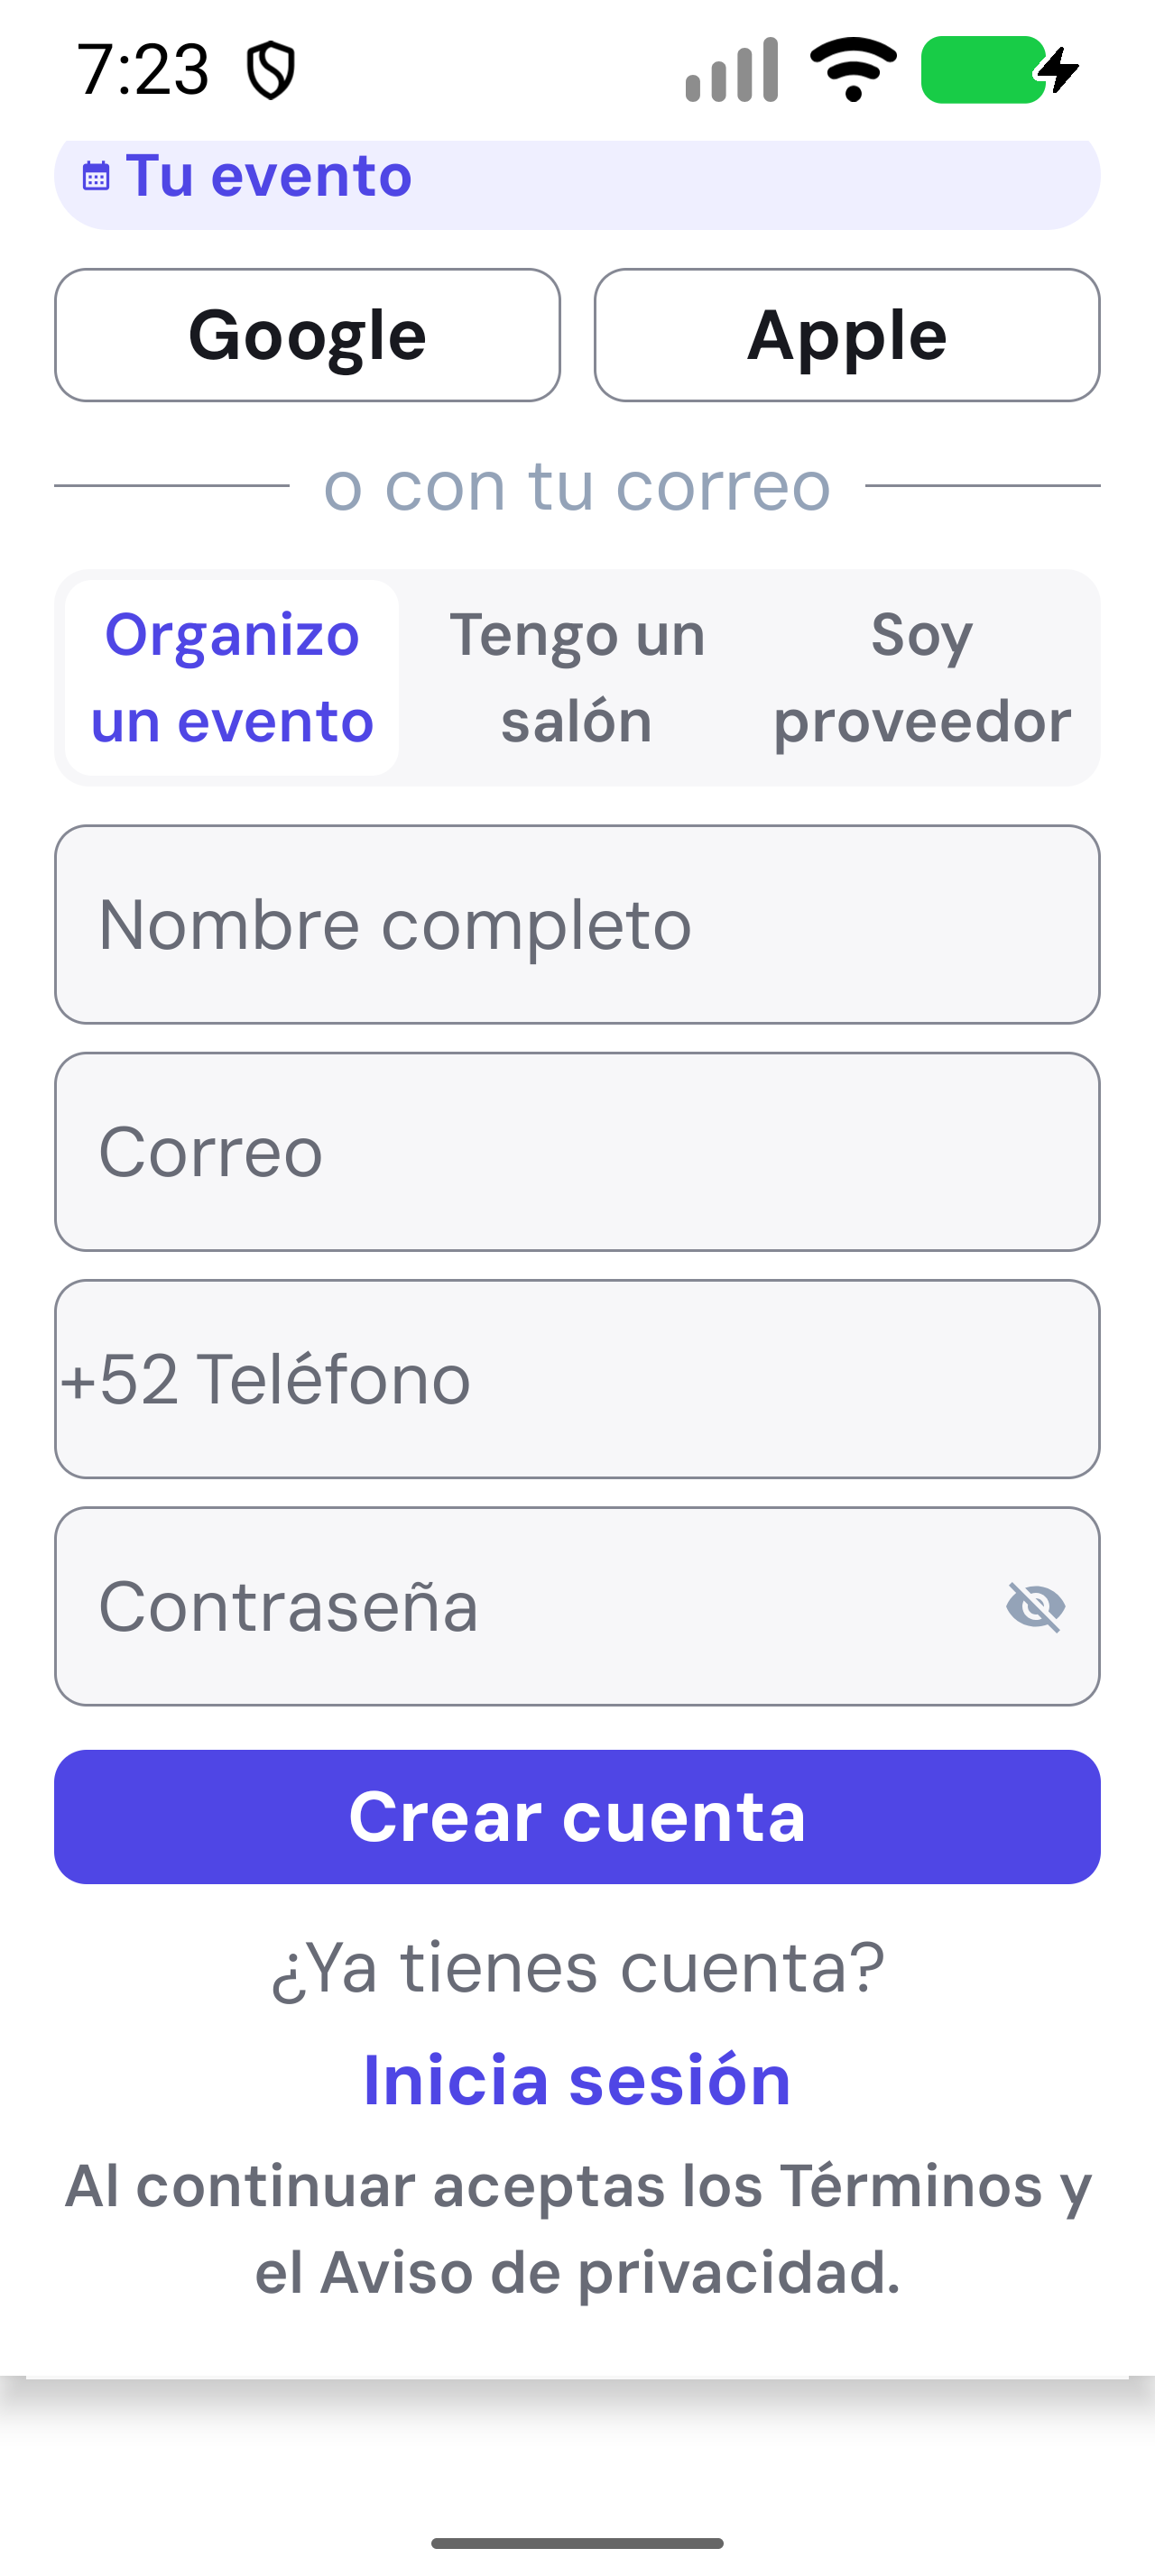 7:23
Tu evento
Google
Apple
o con tu correo
Organizo
un evento
Tengo un
salón
Soy
proveedor
Nombre completo
Correo
+52 Teléfono
Contraseña
Crear cuenta
¿Ya tienes cuenta?
Inicia sesión
Al continuar aceptas los Términos y
el Aviso de privacidad.